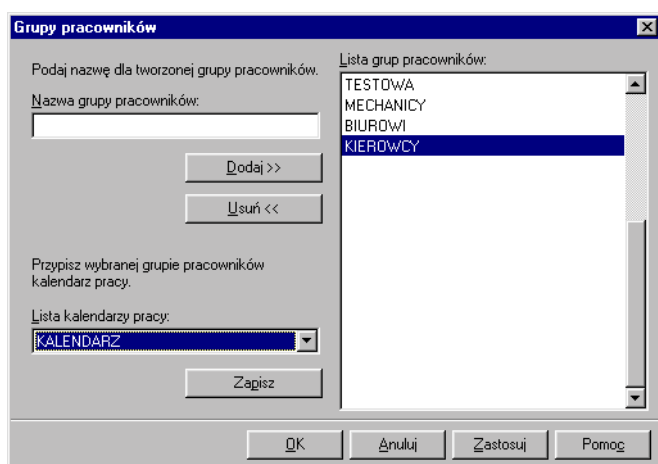 Grupy pracowników
Podaj nazwę dla tworzonej grupy pracowników.
Nazwa grupy pracowników:
Dodaj >>
Usuń <<
Przypisz wybranej grupie pracowników
kalendarz pracy.
Lista kalendarzy pracy:
KALENDARZ
Zapisz
Lista grup pracowników:
TESTOWA
MECHANICY
BIUROWI
KIEROWCY
OK
Anuluj
Zastosuj
Pomoc